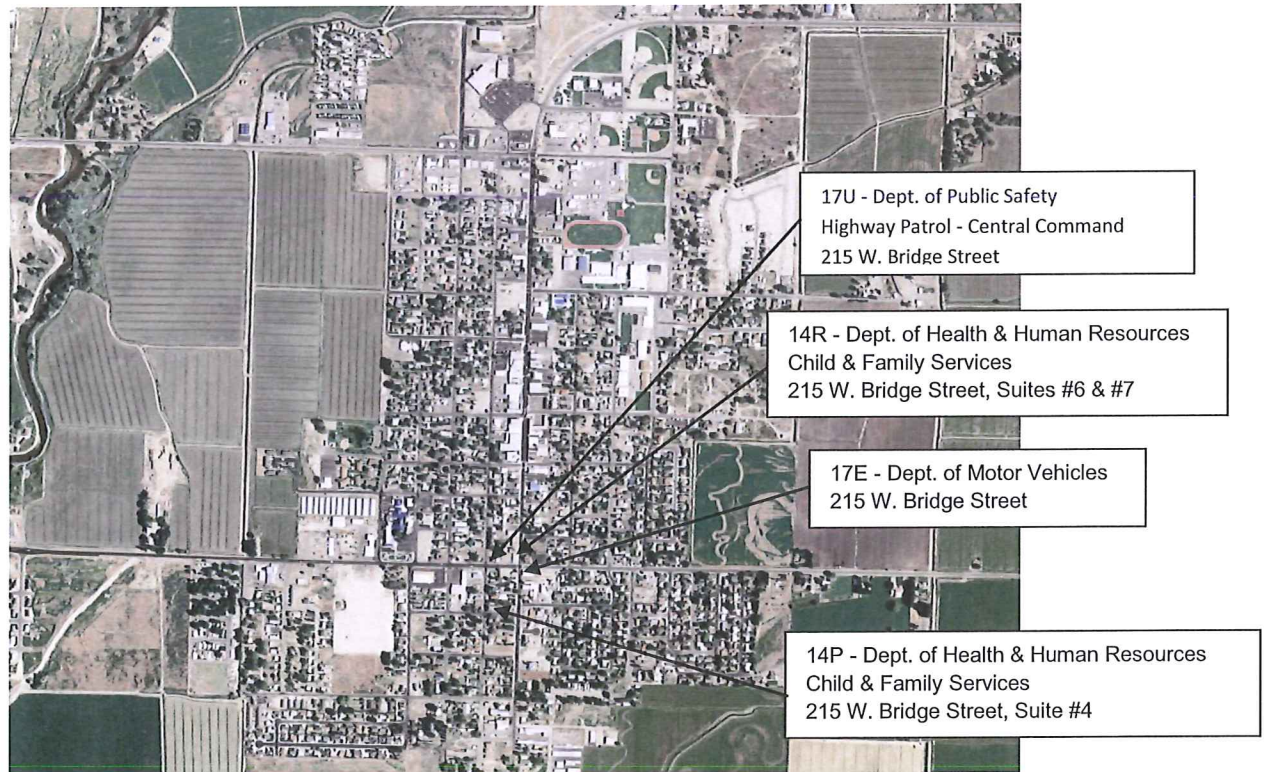 17U - Dept. of Public Safety
Highway Patrol - Central Command
215 W. Bridge Street
14R - Dept. of Health & Human Resources
Child & Family Services
215 W. Bridge Street, Suites #6 & #7
17E - Dept. of Motor Vehicles
215 W. Bridge Street
14P - Dept. of Health & Human Resources
Child & Family Services
215 W. Bridge Street, Suite #4